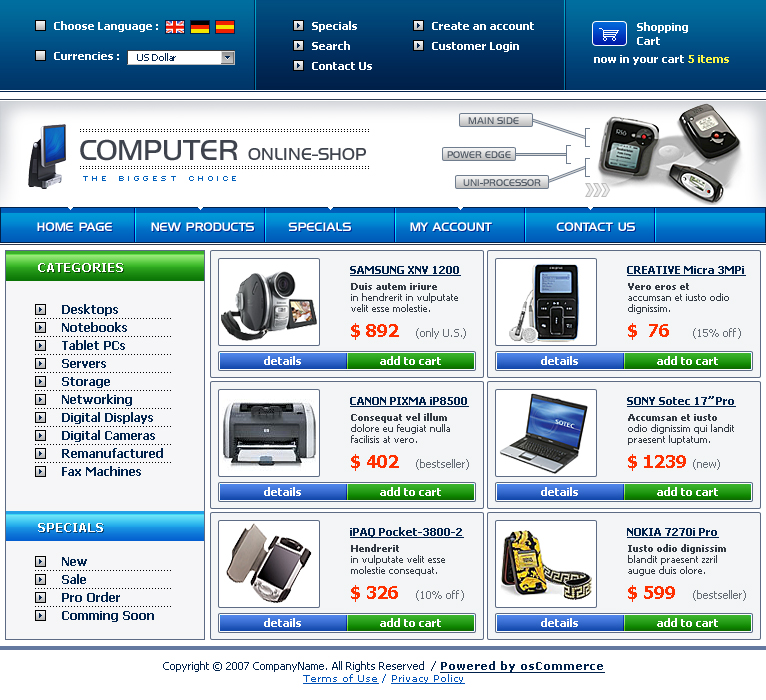 Choose Language :
Currencies : US Dollar
Specials
Search
Contact Us
Create an account
Customer Login
Shopping
Cart
now in your cart 5 items
COMPUTER ONLINE-SHOP
THE BIGGEST CHOICE
MAIN SIDE
POWER EDGE
UNI-PROCESSOR
HOME PAGE
NEW PRODUCTS
SPECIALS
MY ACCOUNT
CONTACT US
CATEGORIES
Desktops
Notebooks
Tablet PCs
Servers
Storage
Networking
Digital Displays
Digital Cameras
Remanufactured
Fax Machines
SPECIALS
New
Sale
Pro Order
Comming Soon
SAMSUNG XNV 1200
Duis autem iriure
in hendrerit in vulputate
velit esse molestie.
$ 892 (only U.S.)
details add to cart
CREATIVE Micra 3MPi
Vero eros et
accumsan et iusto odio
dignissim.
$ 76 (15% off)
details add to cart
CANON PIXMA iP8500
Consequat vel illum
dolore eu feugiat nulla
facilisis at vero.
$ 402 (bestseller)
details add to cart
SONY Sotec 17”Pro
Accumsan et iusto
odio dignissim qui landit
praesent luptatum.
$ 1239 (new)
SOTEC
details add to cart
iPAQ Pocket-3800-2
Hendrerit
in vulputate velit esse
molestie consequat.
$ 326 (10% off)
details add to cart
NOKIA 7270i Pro
Iusto odio dignissim
blandit praesent zzril
augue duis olore.
$ 599 (bestseller)
details add to cart
Copyright © 2007 CompanyName. All Rights Reserved / Powered by osCommerce
Terms of Use / Privacy Policy